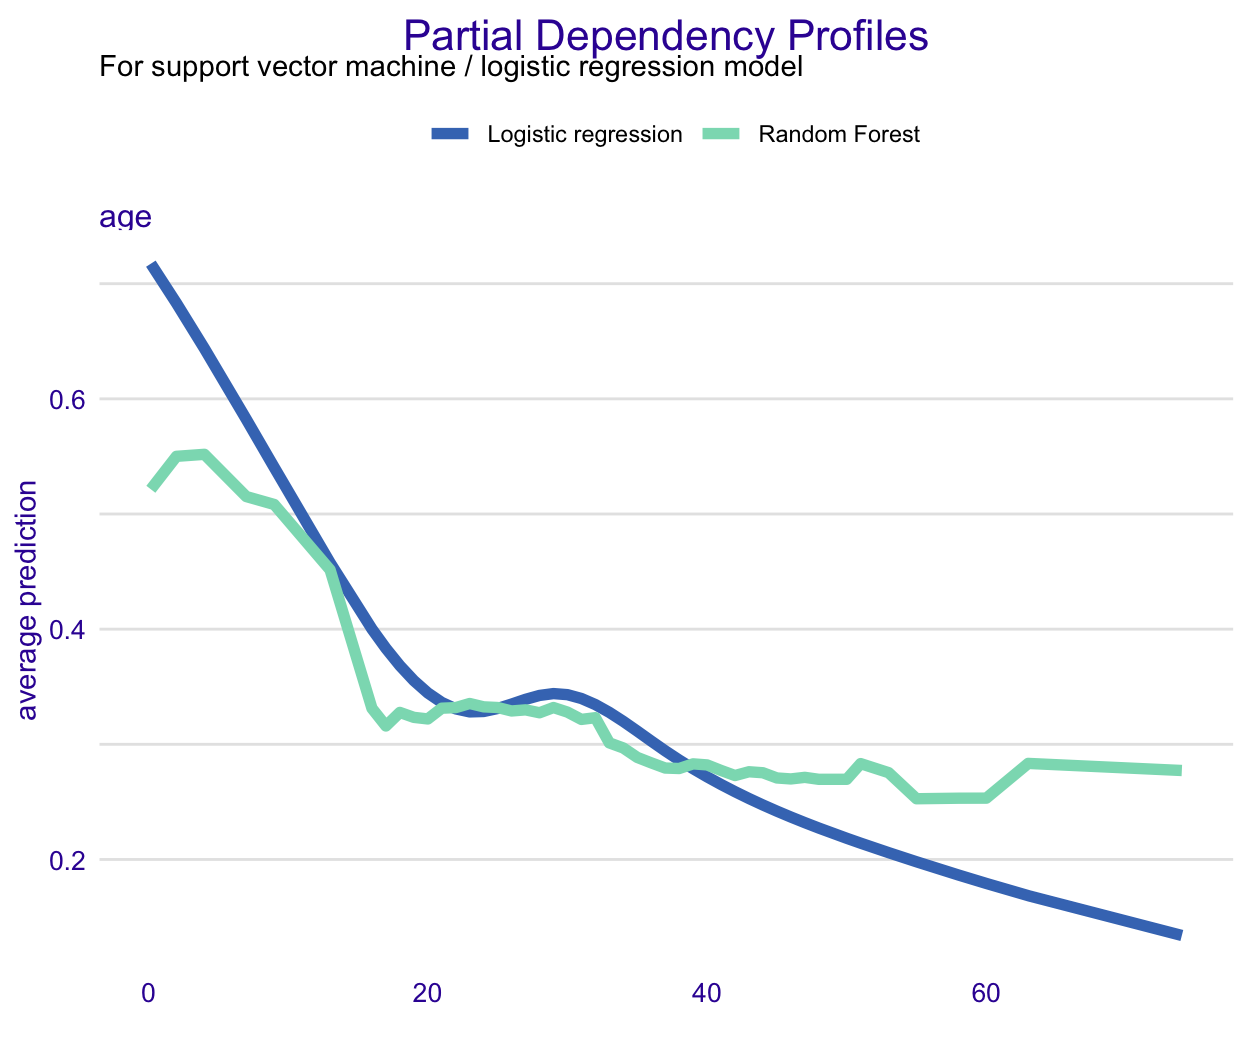 Partial Dependency Profiles
For support vector machine / logistic regression model
Logistic regression Random Forest
age
average prediction
0.6
0.4
0.2
0 20 40 60